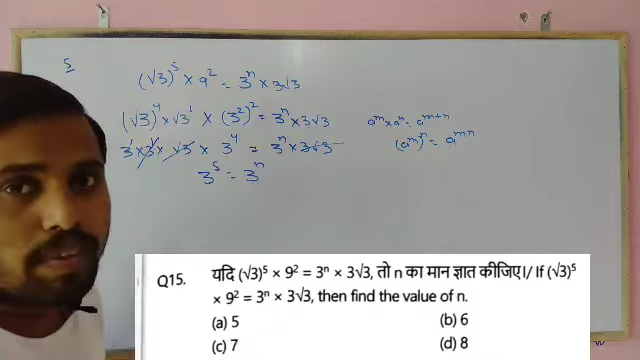 5
(√3)⁵ × 9² = 3ⁿ × 3√3
(√3)⁴ × √3¹ × (3²)² = 3ⁿ × 3√3
aᵐ × aⁿ = aᵐ⁺ⁿ
3¹ × 3¹ × √3 × 3⁴ = 3ⁿ × 3√3
(aᵐ)ⁿ = aᵐⁿ
3⁵ = 3ⁿ
Q15. यदि (√3)⁵ × 9² = 3ⁿ × 3√3, तो n का मान ज्ञात कीजिए।/ If (√3)⁵
× 9² = 3ⁿ × 3√3, then find the value of n.
(a) 5 (b) 6
(c) 7 (d) 8